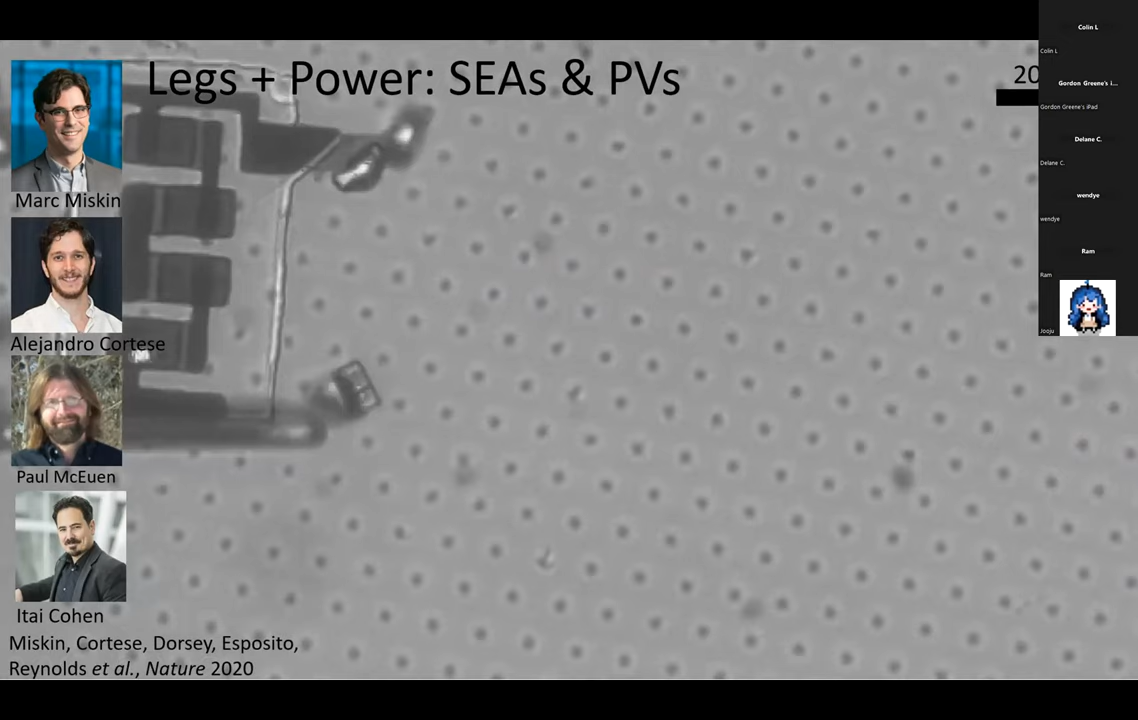 Legs + Power: SEAs & PVs
20
Marc Miskin
Alejandro Cortese
Paul McEuen
Itai Cohen
Miskin, Cortese, Dorsey, Esposito,
Reynolds et al., Nature 2020
Colin L
Colin L
Gordon Greene's i...
Gordon Greene's iPad
Delane C.
Delane C.
wendye
wendye
Ram
Ram
Jooju